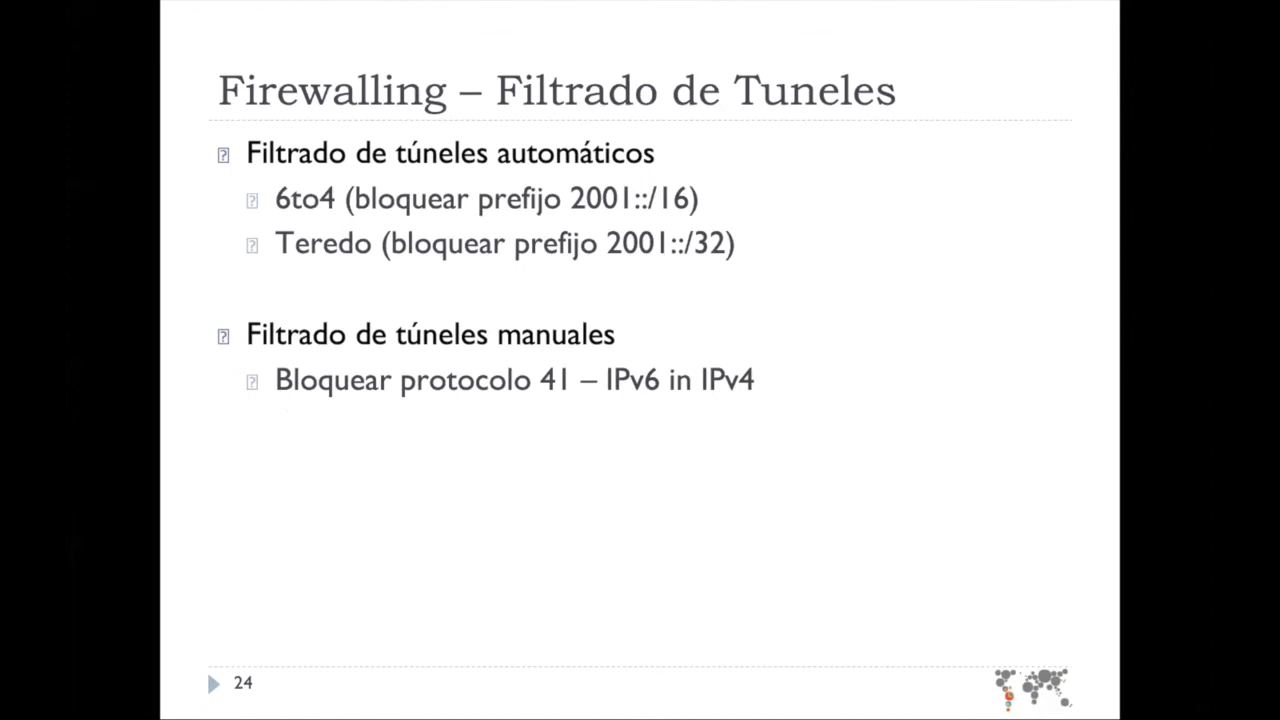 Firewalling – Filtrado de Tuneles
Filtrado de túneles automáticos
6to4 (bloquear prefijo 2001::/16)
Teredo (bloquear prefijo 2001::/32)
Filtrado de túneles manuales
Bloquear protocolo 41 – IPv6 in IPv4
24